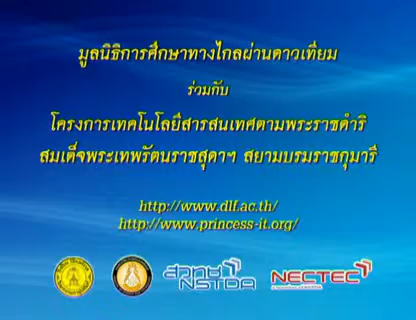 มูลนิธิการศึกษาทางไกลผ่านดาวเทียม
ร่วมกับ
โครงการเทคโนโลยีสารสนเทศตามพระราชดำริ
สมเด็จพระเทพรัตนราชสุดาฯ สยามบรมราชกุมารี
http://www.dlf.ac.th/
http://www.princess-it.org/
สวทช
NSTDA
NECTEC